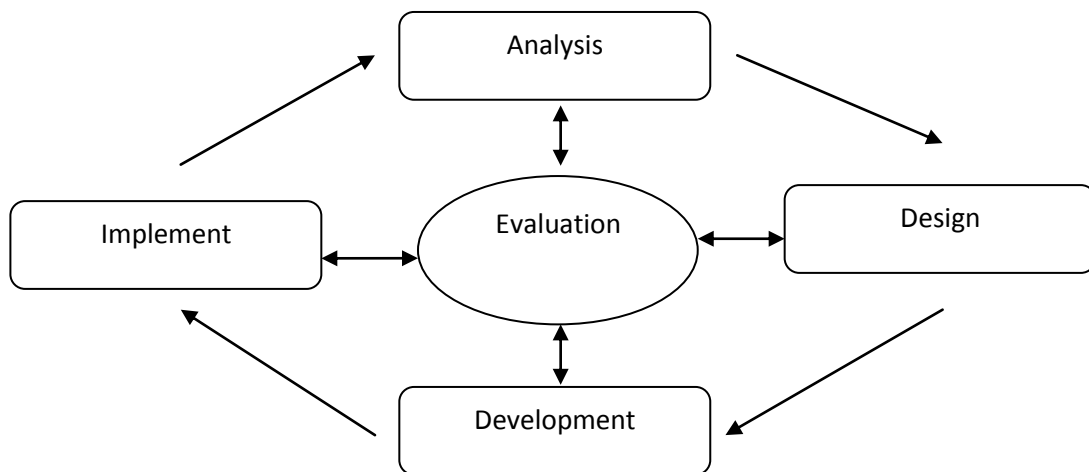 Analysis
Implement
Evaluation
Design
Development